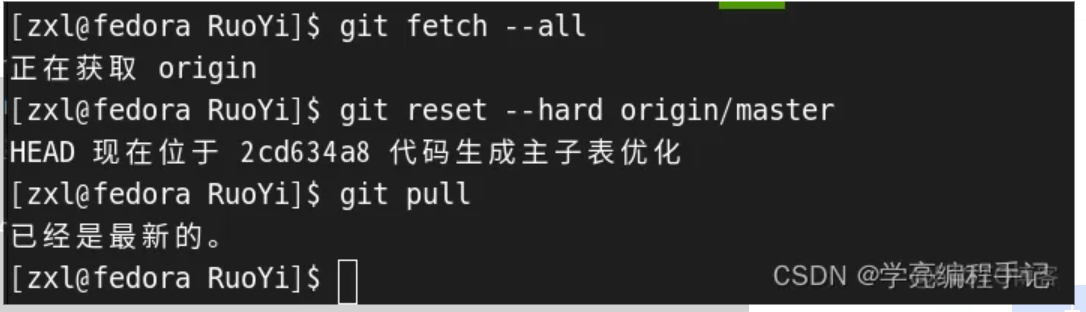 [zxl@fedora RuoYi]$ git fetch --all
正在获取 origin
[zxl@fedora RuoYi]$ git reset --hard origin/master
HEAD 现在位于 2cd634a8 代码生成主子表优化
[zxl@fedora RuoYi]$ git pull
已经是最新的。
[zxl@fedora RuoYi]$
CSDN @学亮编程手记